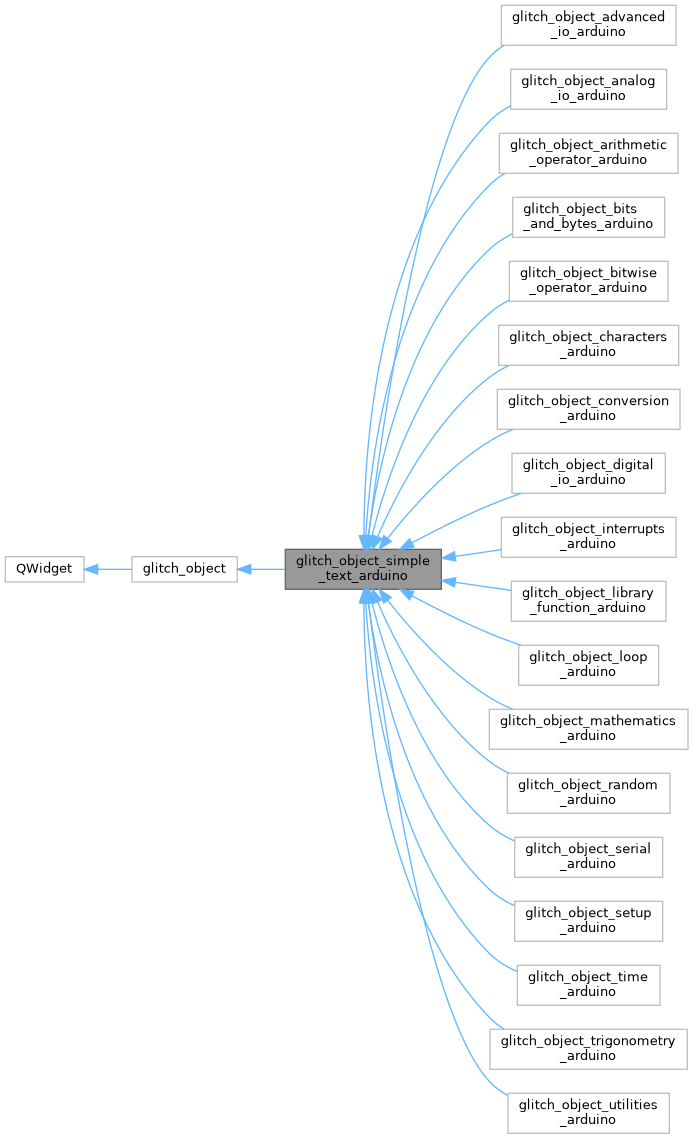 glitch_object_advanced
_io_arduino
glitch_object_analog
_io_arduino
glitch_object_arithmetic
_operator_arduino
glitch_object_bits
_and_bytes_arduino
glitch_object_bitwise
_operator_arduino
glitch_object_characters
_arduino
glitch_object_conversion
_arduino
glitch_object_digital
_io_arduino
glitch_object_interrupts
_arduino
QWidget
glitch_object
glitch_object_simple
_text_arduino
glitch_object_library
_function_arduino
glitch_object_loop
_arduino
glitch_object_mathematics
_arduino
glitch_object_random
_arduino
glitch_object_serial
_arduino
glitch_object_setup
_arduino
glitch_object_time
_arduino
glitch_object_trigonometry
_arduino
glitch_object_utilities
_arduino